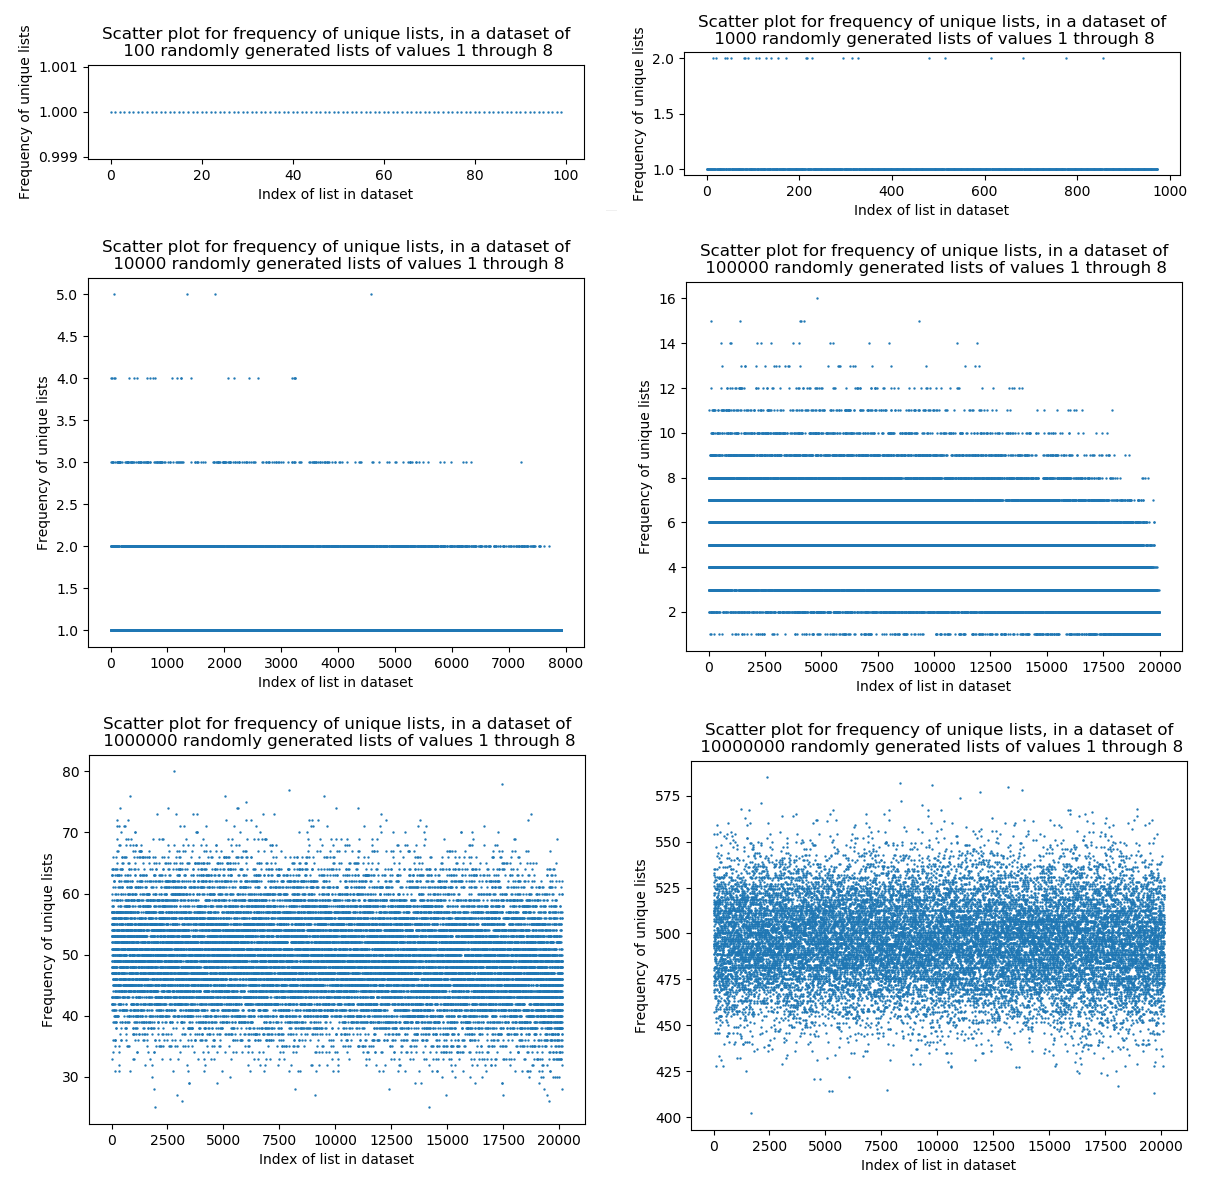 Scatter plot for frequency of unique lists, in a dataset of
100 randomly generated lists of values 1 through 8
Frequency of unique lists
1.001
1.000
0.999
0 20 40 60 80 100
Index of list in dataset
Scatter plot for frequency of unique lists, in a dataset of
1000 randomly generated lists of values 1 through 8
Frequency of unique lists
2.0
1.5
1.0
0 200 400 600 800 1000
Index of list in dataset
Scatter plot for frequency of unique lists, in a dataset of
10000 randomly generated lists of values 1 through 8
Frequency of unique lists
5.0
4.5
4.0
3.5
3.0
2.5
2.0
1.5
1.0
0 1000 2000 3000 4000 5000 6000 7000 8000
Index of list in dataset
Scatter plot for frequency of unique lists, in a dataset of
100000 randomly generated lists of values 1 through 8
Frequency of unique lists
16
14
12
10
8
6
4
2
0 2500 5000 7500 10000 12500 15000 17500 20000
Index of list in dataset
Scatter plot for frequency of unique lists, in a dataset of
1000000 randomly generated lists of values 1 through 8
Frequency of unique lists
80
70
60
50
40
30
0 2500 5000 7500 10000 12500 15000 17500 20000
Index of list in dataset
Scatter plot for frequency of unique lists, in a dataset of
10000000 randomly generated lists of values 1 through 8
Frequency of unique lists
575
550
525
500
475
450
425
400
0 2500 5000 7500 10000 12500 15000 17500 20000
Index of list in dataset